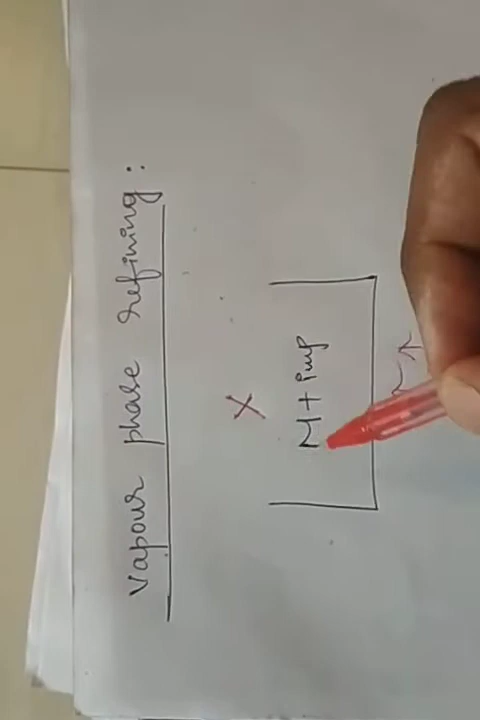 Vapour phase refining :
X
M + imp